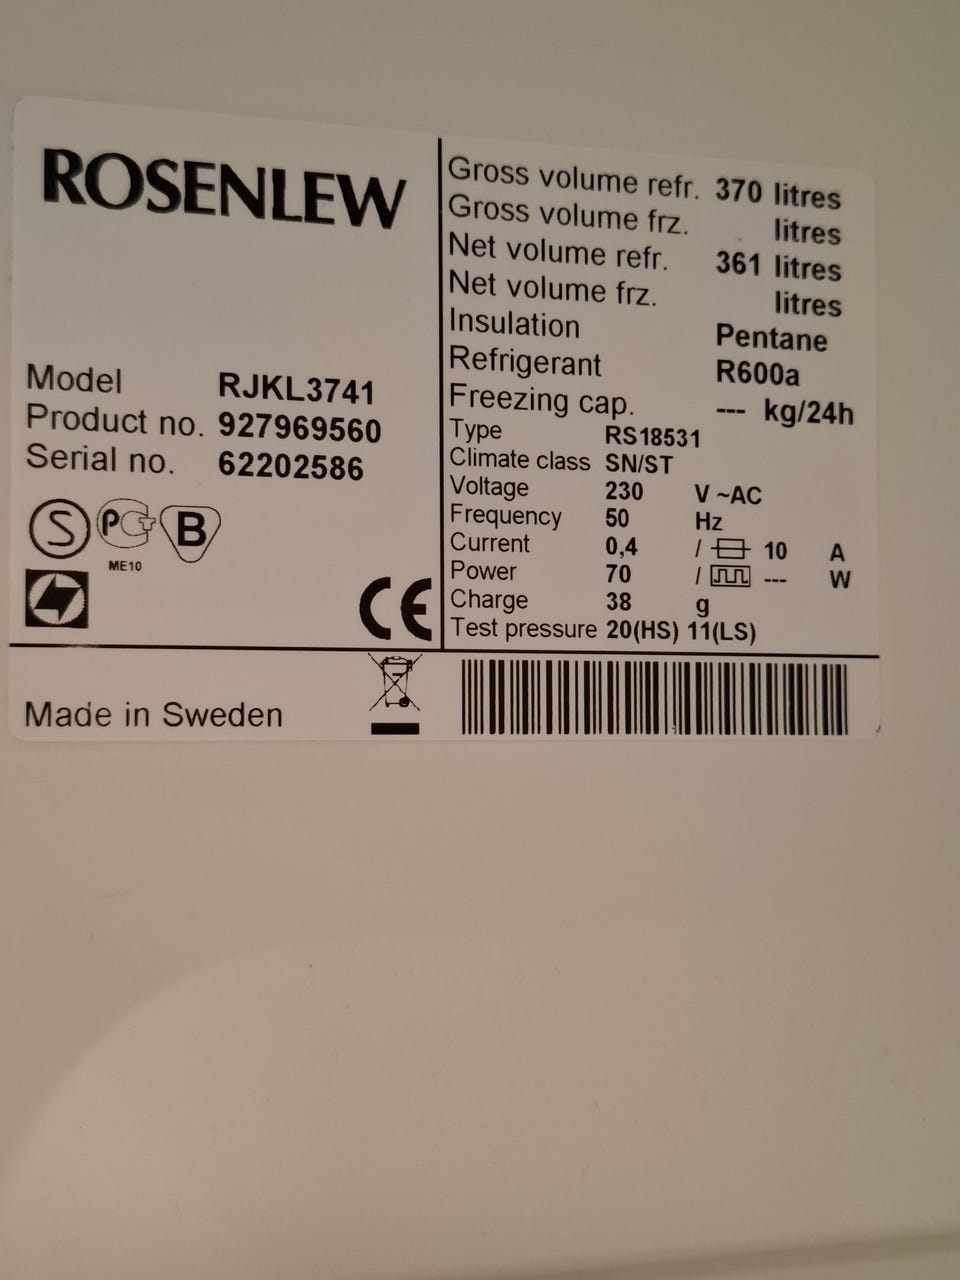 ROSENLEW
Model RJKL3741
Product no. 927969560
Serial no. 62202586
S PCT B
ME10
CE
Gross volume refr. 370 litres
Gross volume frz. litres
Net volume refr. 361 litres
Net volume frz. litres
Insulation Pentane
Refrigerant R600a
Freezing cap. --- kg/24h
Type RS18531
Climate class SN/ST
Voltage 230 V ~AC
Frequency 50 Hz
Current 0,4 / 10 A
Power 70 / --- W
Charge 38 g
Test pressure 20(HS) 11(LS)
Made in Sweden